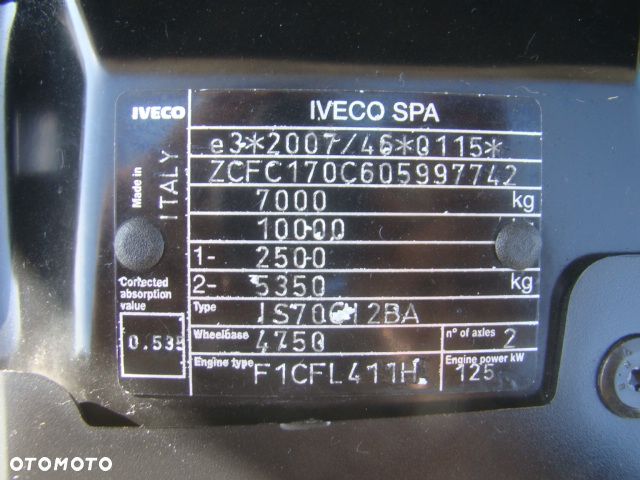 IVECO
IVECO SPA
Made in
ITALY
e3*2007/46*0115*
ZCFC170C605997742
7000 kg
10000
1- 2500
2- 5350 kg
Type
Corrected
absorption
value
0.535
Wheelbase 4750
n° of axles 2
Engine type F1CFL411H
Engine power kW
125
OTOMOTO